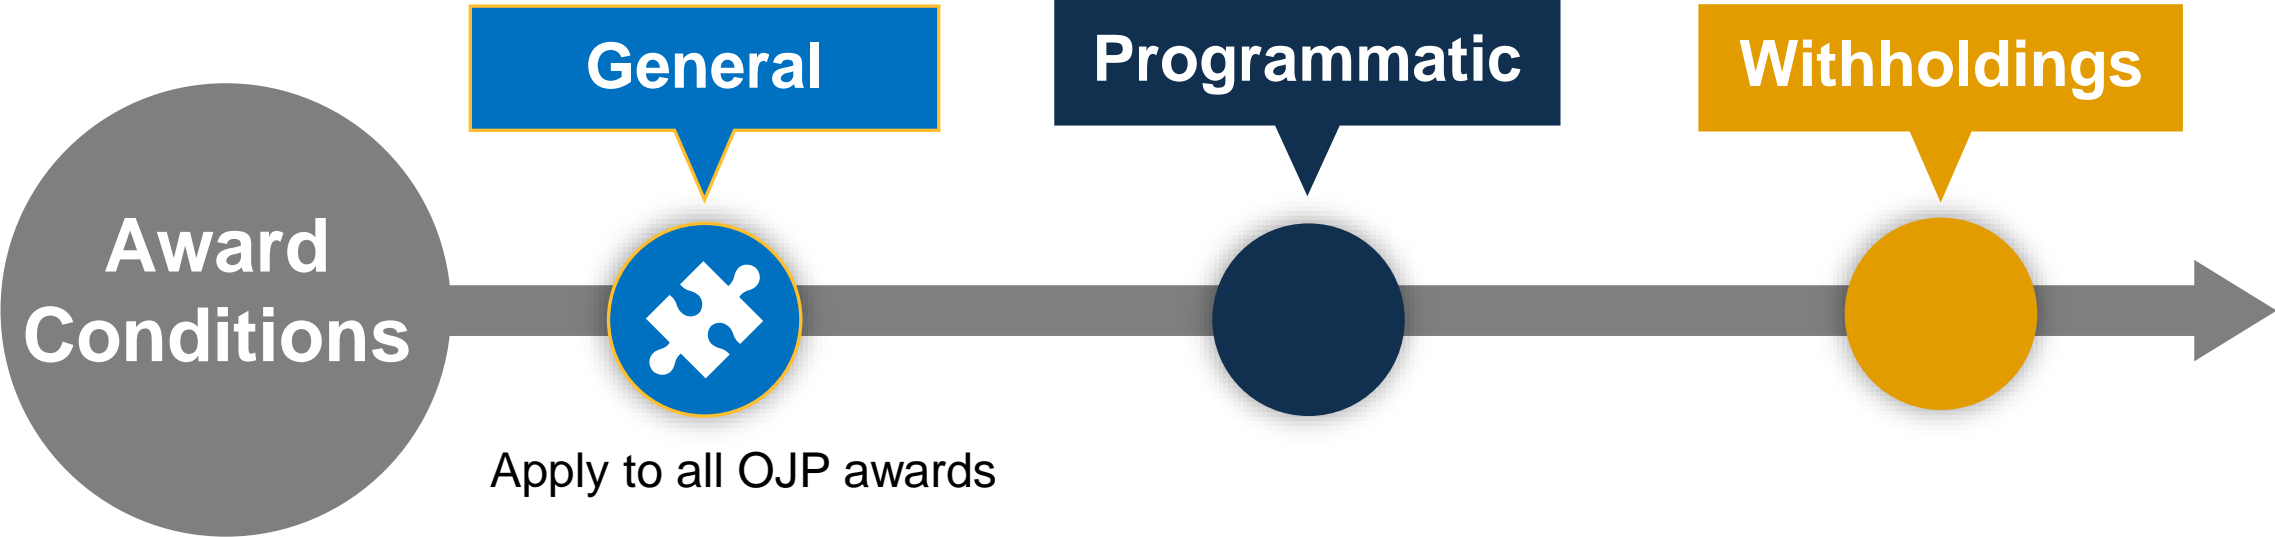 Award
Conditions
General
Programmatic
Withholdings
Apply to all OJP awards